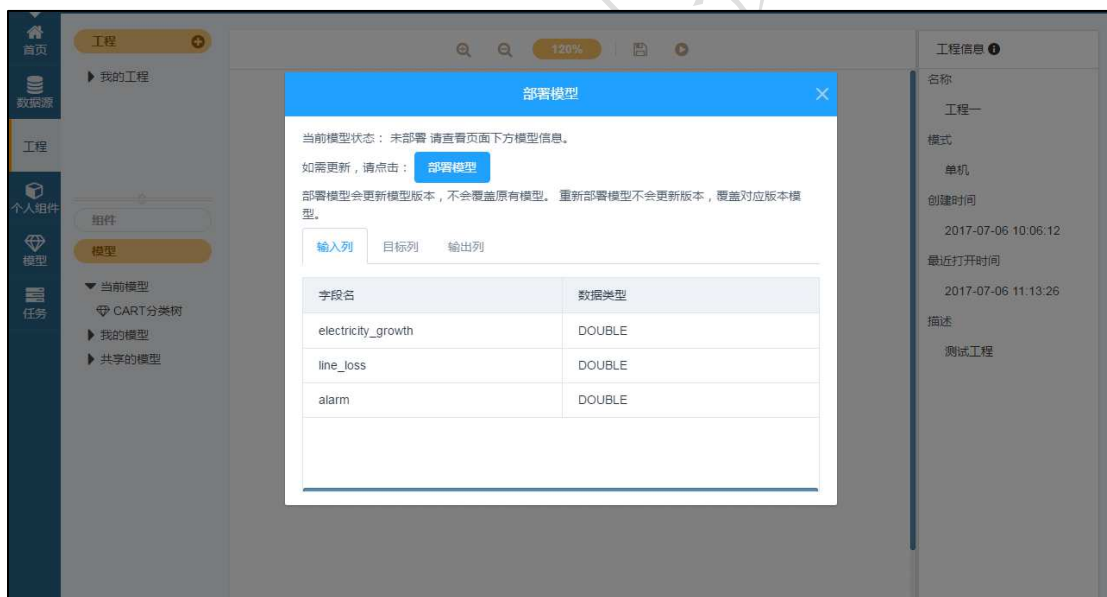 首页
数据源
工程
个人组件
模型
任务
工程
我的工程
组件
模型
当前模型
CART分类树
我的模型
共享的模型
120%
部署模型
当前模型状态： 未部署 请查看页面下方模型信息。
如需更新，请点击： 部署模型
部署模型会更新模型版本，不会覆盖原有模型。 重新部署模型不会更新版本，覆盖对应版本模
型。
输入列 目标列 输出列
字段名 数据类型
electricity_growth DOUBLE
line_loss DOUBLE
alarm DOUBLE
工程信息
名称
工程一
模式
单机
创建时间
2017-07-06 10:06:12
最近打开时间
2017-07-06 11:13:26
描述
测试工程